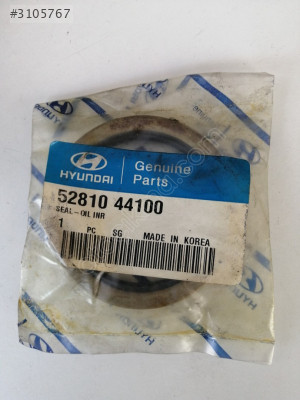 #3105767
HYUNDAI
Genuine
Parts
52810 44100
SEAL-OIL INR
1 PC SG MADE IN KOREA